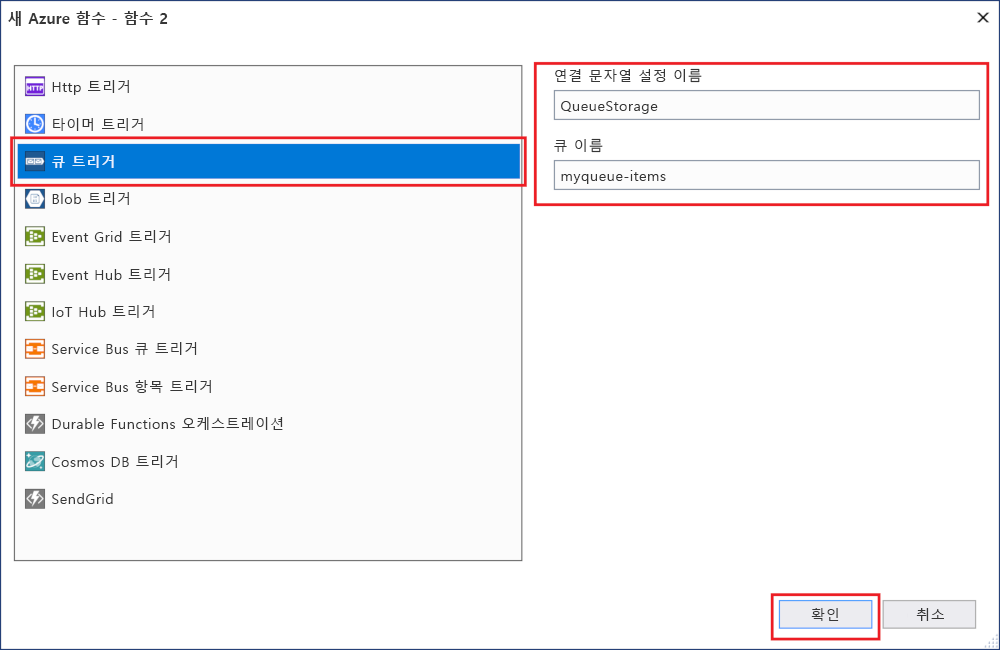 새 Azure 함수 - 함수 2
HTTP Http 트리거
타이머 트리거
큐 트리거
Blob 트리거
Event Grid 트리거
Event Hub 트리거
IoT Hub 트리거
Service Bus 큐 트리거
Service Bus 항목 트리거
Durable Functions 오케스트레이션
Cosmos DB 트리거
SendGrid
연결 문자열 설정 이름
QueueStorage
큐 이름
myqueue-items
확인
취소